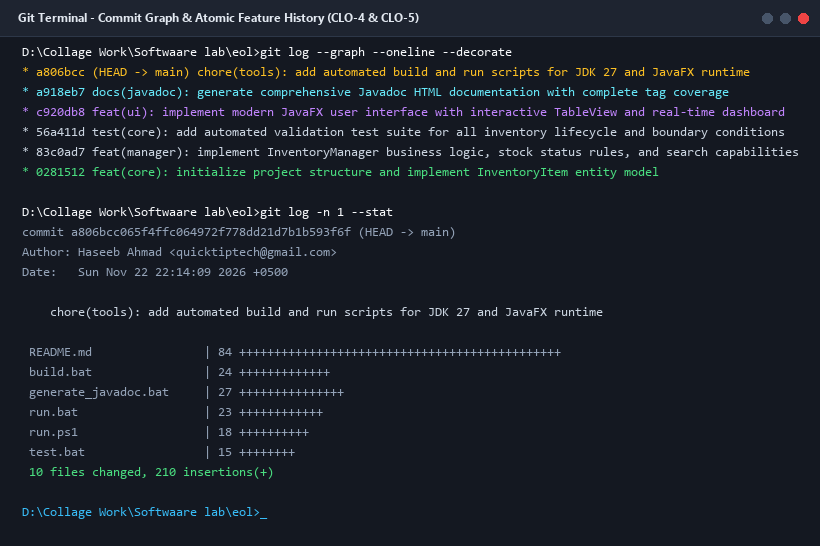 Git Terminal - Commit Graph & Atomic Feature History (CLO-4 & CLO-5)
D:\Collage Work\Softwaare lab\eol>git log --graph --oneline --decorate
* a806bcc (HEAD -> main) chore(tools): add automated build and run scripts for JDK 27 and JavaFX runtime
* a918eb7 docs(javadoc): generate comprehensive Javadoc HTML documentation with complete tag coverage
* c920db8 feat(ui): implement modern JavaFX user interface with interactive TableView and real-time dashboard
* 56a411d test(core): add automated validation test suite for all inventory lifecycle and boundary conditions
* 83c0ad7 feat(manager): implement InventoryManager business logic, stock status rules, and search capabilities
* 0281512 feat(core): initialize project structure and implement InventoryItem entity model
D:\Collage Work\Softwaare lab\eol>git log -n 1 --stat
commit a806bcc065f4ffc064972f778dd21d7b1b593f6f (HEAD -> main)
Author: Haseeb Ahmad <quicktiptech@gmail.com>
Date:   Sun Nov 22 22:14:09 2026 +0500
chore(tools): add automated build and run scripts for JDK 27 and JavaFX runtime
README.md                | 84 ++++++++++++++++++++++++++++++++++++++++++++++
build.bat                | 24 +++++++++++++
generate_javadoc.bat     | 27 +++++++++++++++
run.bat                  | 23 ++++++++++++
run.ps1                  | 18 ++++++++++
test.bat                 | 15 ++++++++
10 files changed, 210 insertions(+)
D:\Collage Work\Softwaare lab\eol>_